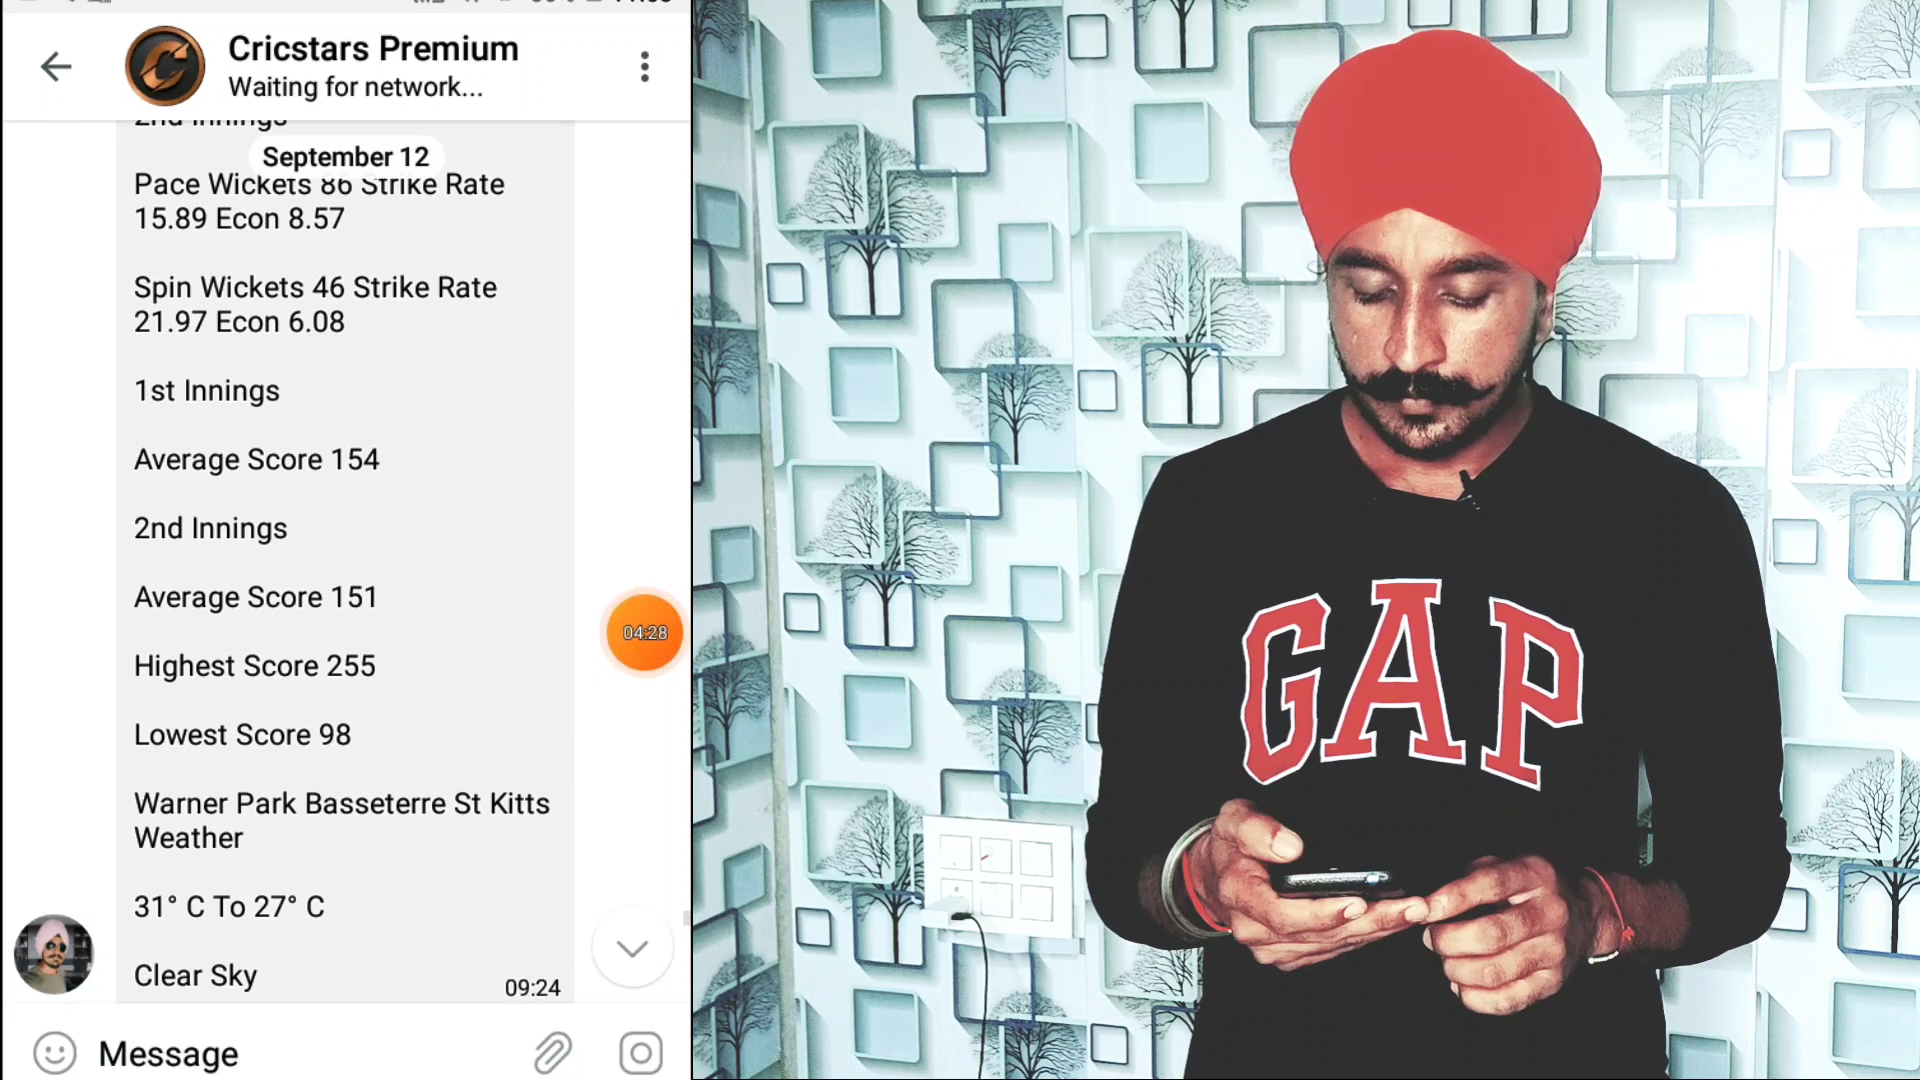 Cricstars Premium
Waiting for network...
2nd Innings
September 12
Pace Wickets 86 Strike Rate
15.89 Econ 8.57
Spin Wickets 46 Strike Rate
21.97 Econ 6.08
1st Innings
Average Score 154
2nd Innings
Average Score 151
Highest Score 255
Lowest Score 98
Warner Park Basseterre St Kitts
Weather
31° C To 27° C
Clear Sky
09:24
04:28
Message
GAP